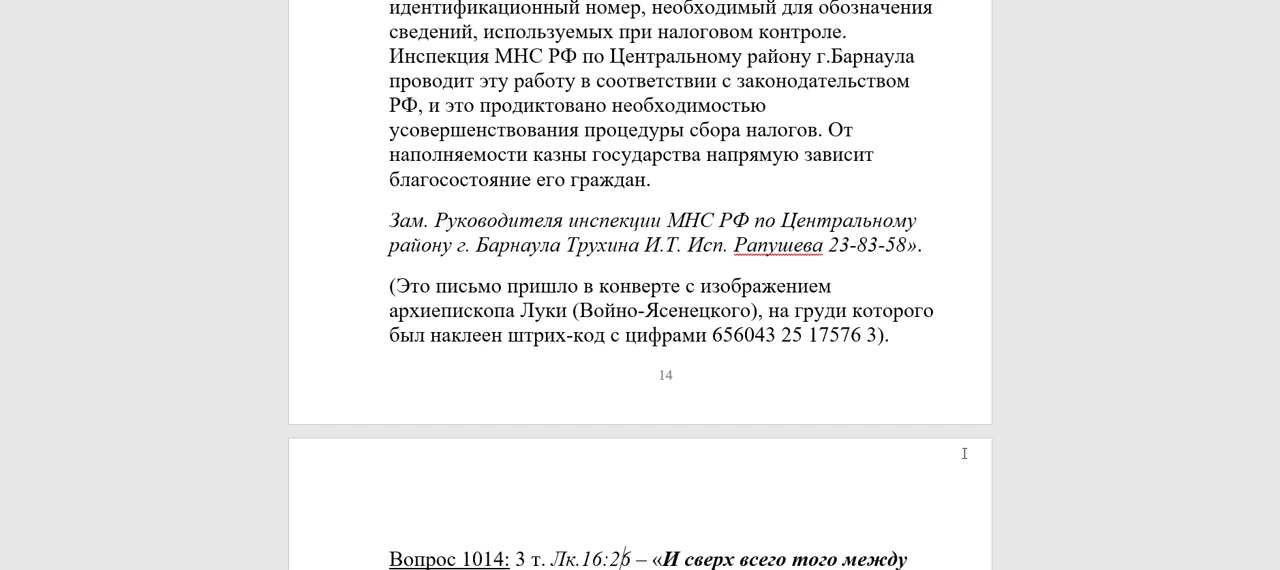 идентификационный номер, необходимый для обозначения
сведений, используемых при налоговом контроле.
Инспекция МНС РФ по Центральному району г.Барнаула
проводит эту работу в соответствии с законодательством
РФ, и это продиктовано необходимостью
усовершенствования процедуры сбора налогов. От
наполняемости казны государства напрямую зависит
благосостояние его граждан.
Зам. Руководителя инспекции МНС РФ по Центральному
району г. Барнаула Трухина И.Т. Исп. Рапушева 23-83-58».
(Это письмо пришло в конверте с изображением
архиепископа Луки (Войно-Ясенецкого), на груди которого
был наклеен штрих-код с цифрами 656043 25 17576 3).
14
Вопрос 1014: 3 т. Лк.16:26 – «И сверх всего того между